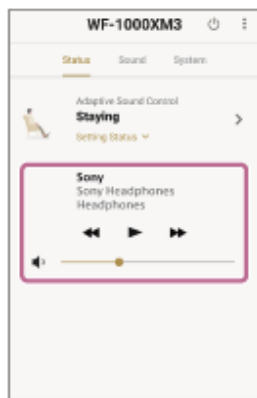 WF-1000XM3
Status Sound System
Adaptive Sound Control
Staying
Setting Status
Sony
Sony Headphones
Headphones